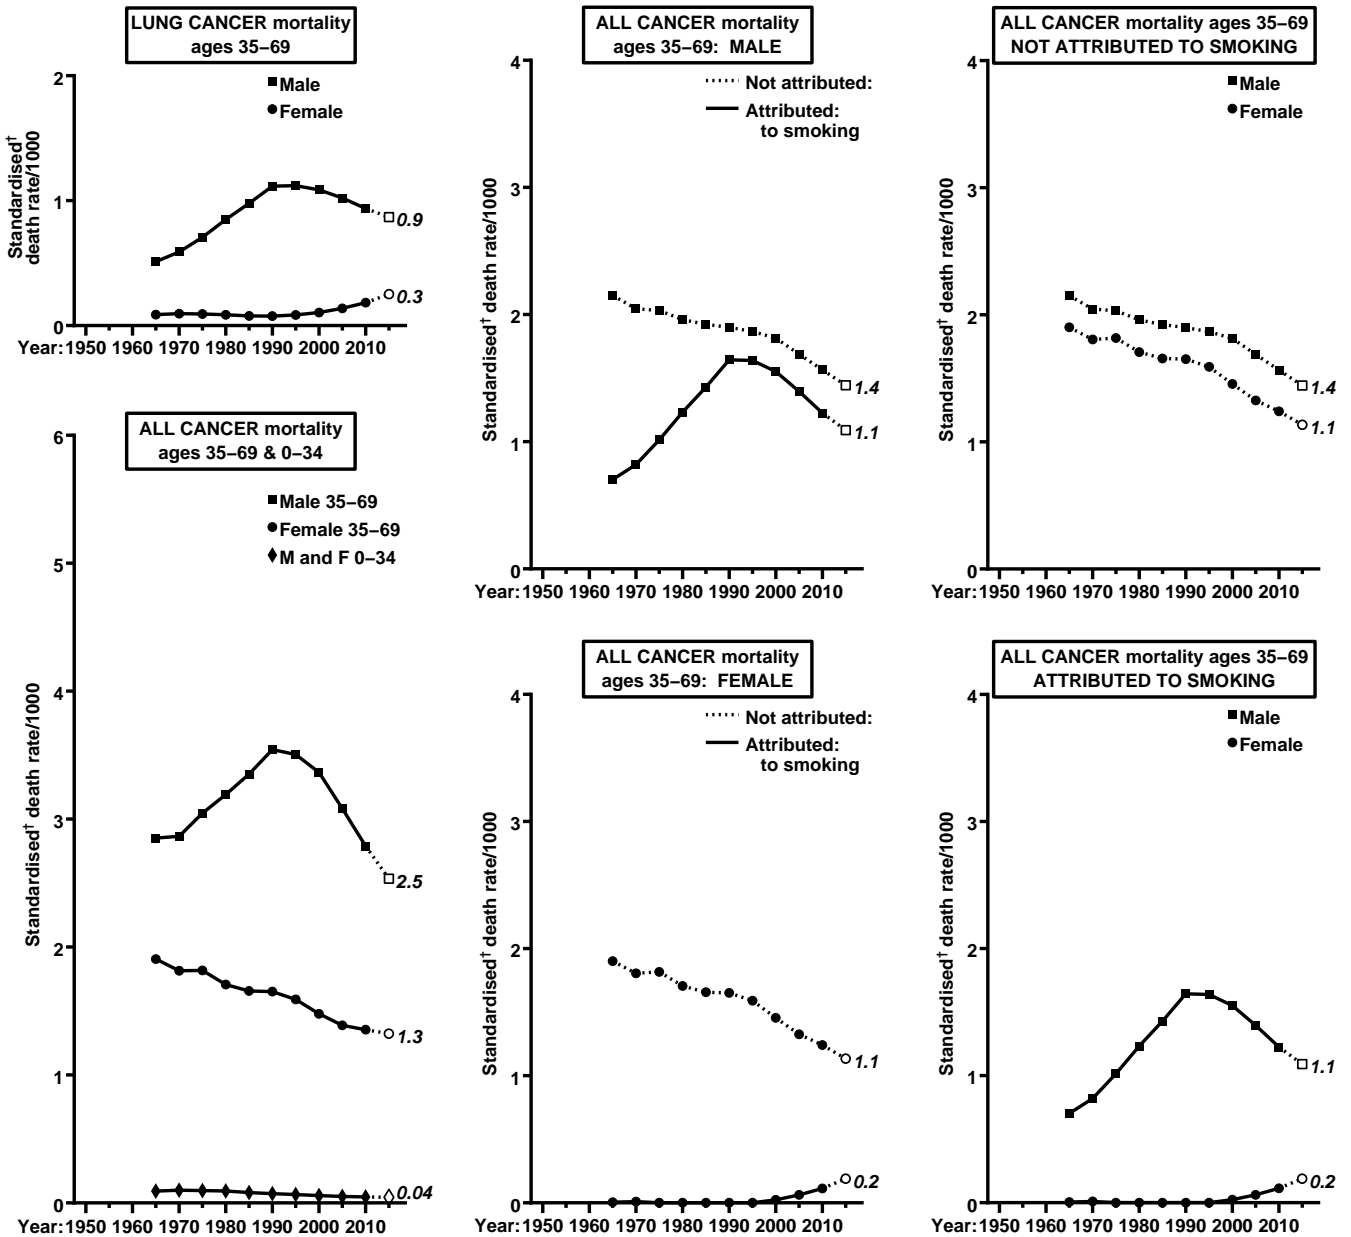 LUNG CANCER mortality
ages 35–69
Male
Female
Standardised†
death rate/1000
2
1
0
0.9
0.3
Year: 1950 1960 1970 1980 1990 2000 2010
ALL CANCER mortality
ages 35–69 & 0–34
Male 35–69
Female 35–69
M and F 0–34
Standardised† death rate/1000
6
5
4
3
2
1
0
2.5
1.3
0.04
Year: 1950 1960 1970 1980 1990 2000 2010
ALL CANCER mortality
ages 35–69: MALE
Not attributed:
Attributed:
to smoking
Standardised† death rate/1000
4
3
2
1
0
1.4
1.1
Year: 1950 1960 1970 1980 1990 2000 2010
ALL CANCER mortality
ages 35–69: FEMALE
Not attributed:
Attributed:
to smoking
Standardised† death rate/1000
4
3
2
1
0
1.1
0.2
Year: 1950 1960 1970 1980 1990 2000 2010
ALL CANCER mortality ages 35–69
NOT ATTRIBUTED TO SMOKING
Male
Female
Standardised† death rate/1000
4
3
2
1
0
1.4
1.1
Year: 1950 1960 1970 1980 1990 2000 2010
ALL CANCER mortality ages 35–69
ATTRIBUTED TO SMOKING
Male
Female
Standardised† death rate/1000
4
3
2
1
0
1.1
0.2
Year: 1950 1960 1970 1980 1990 2000 2010